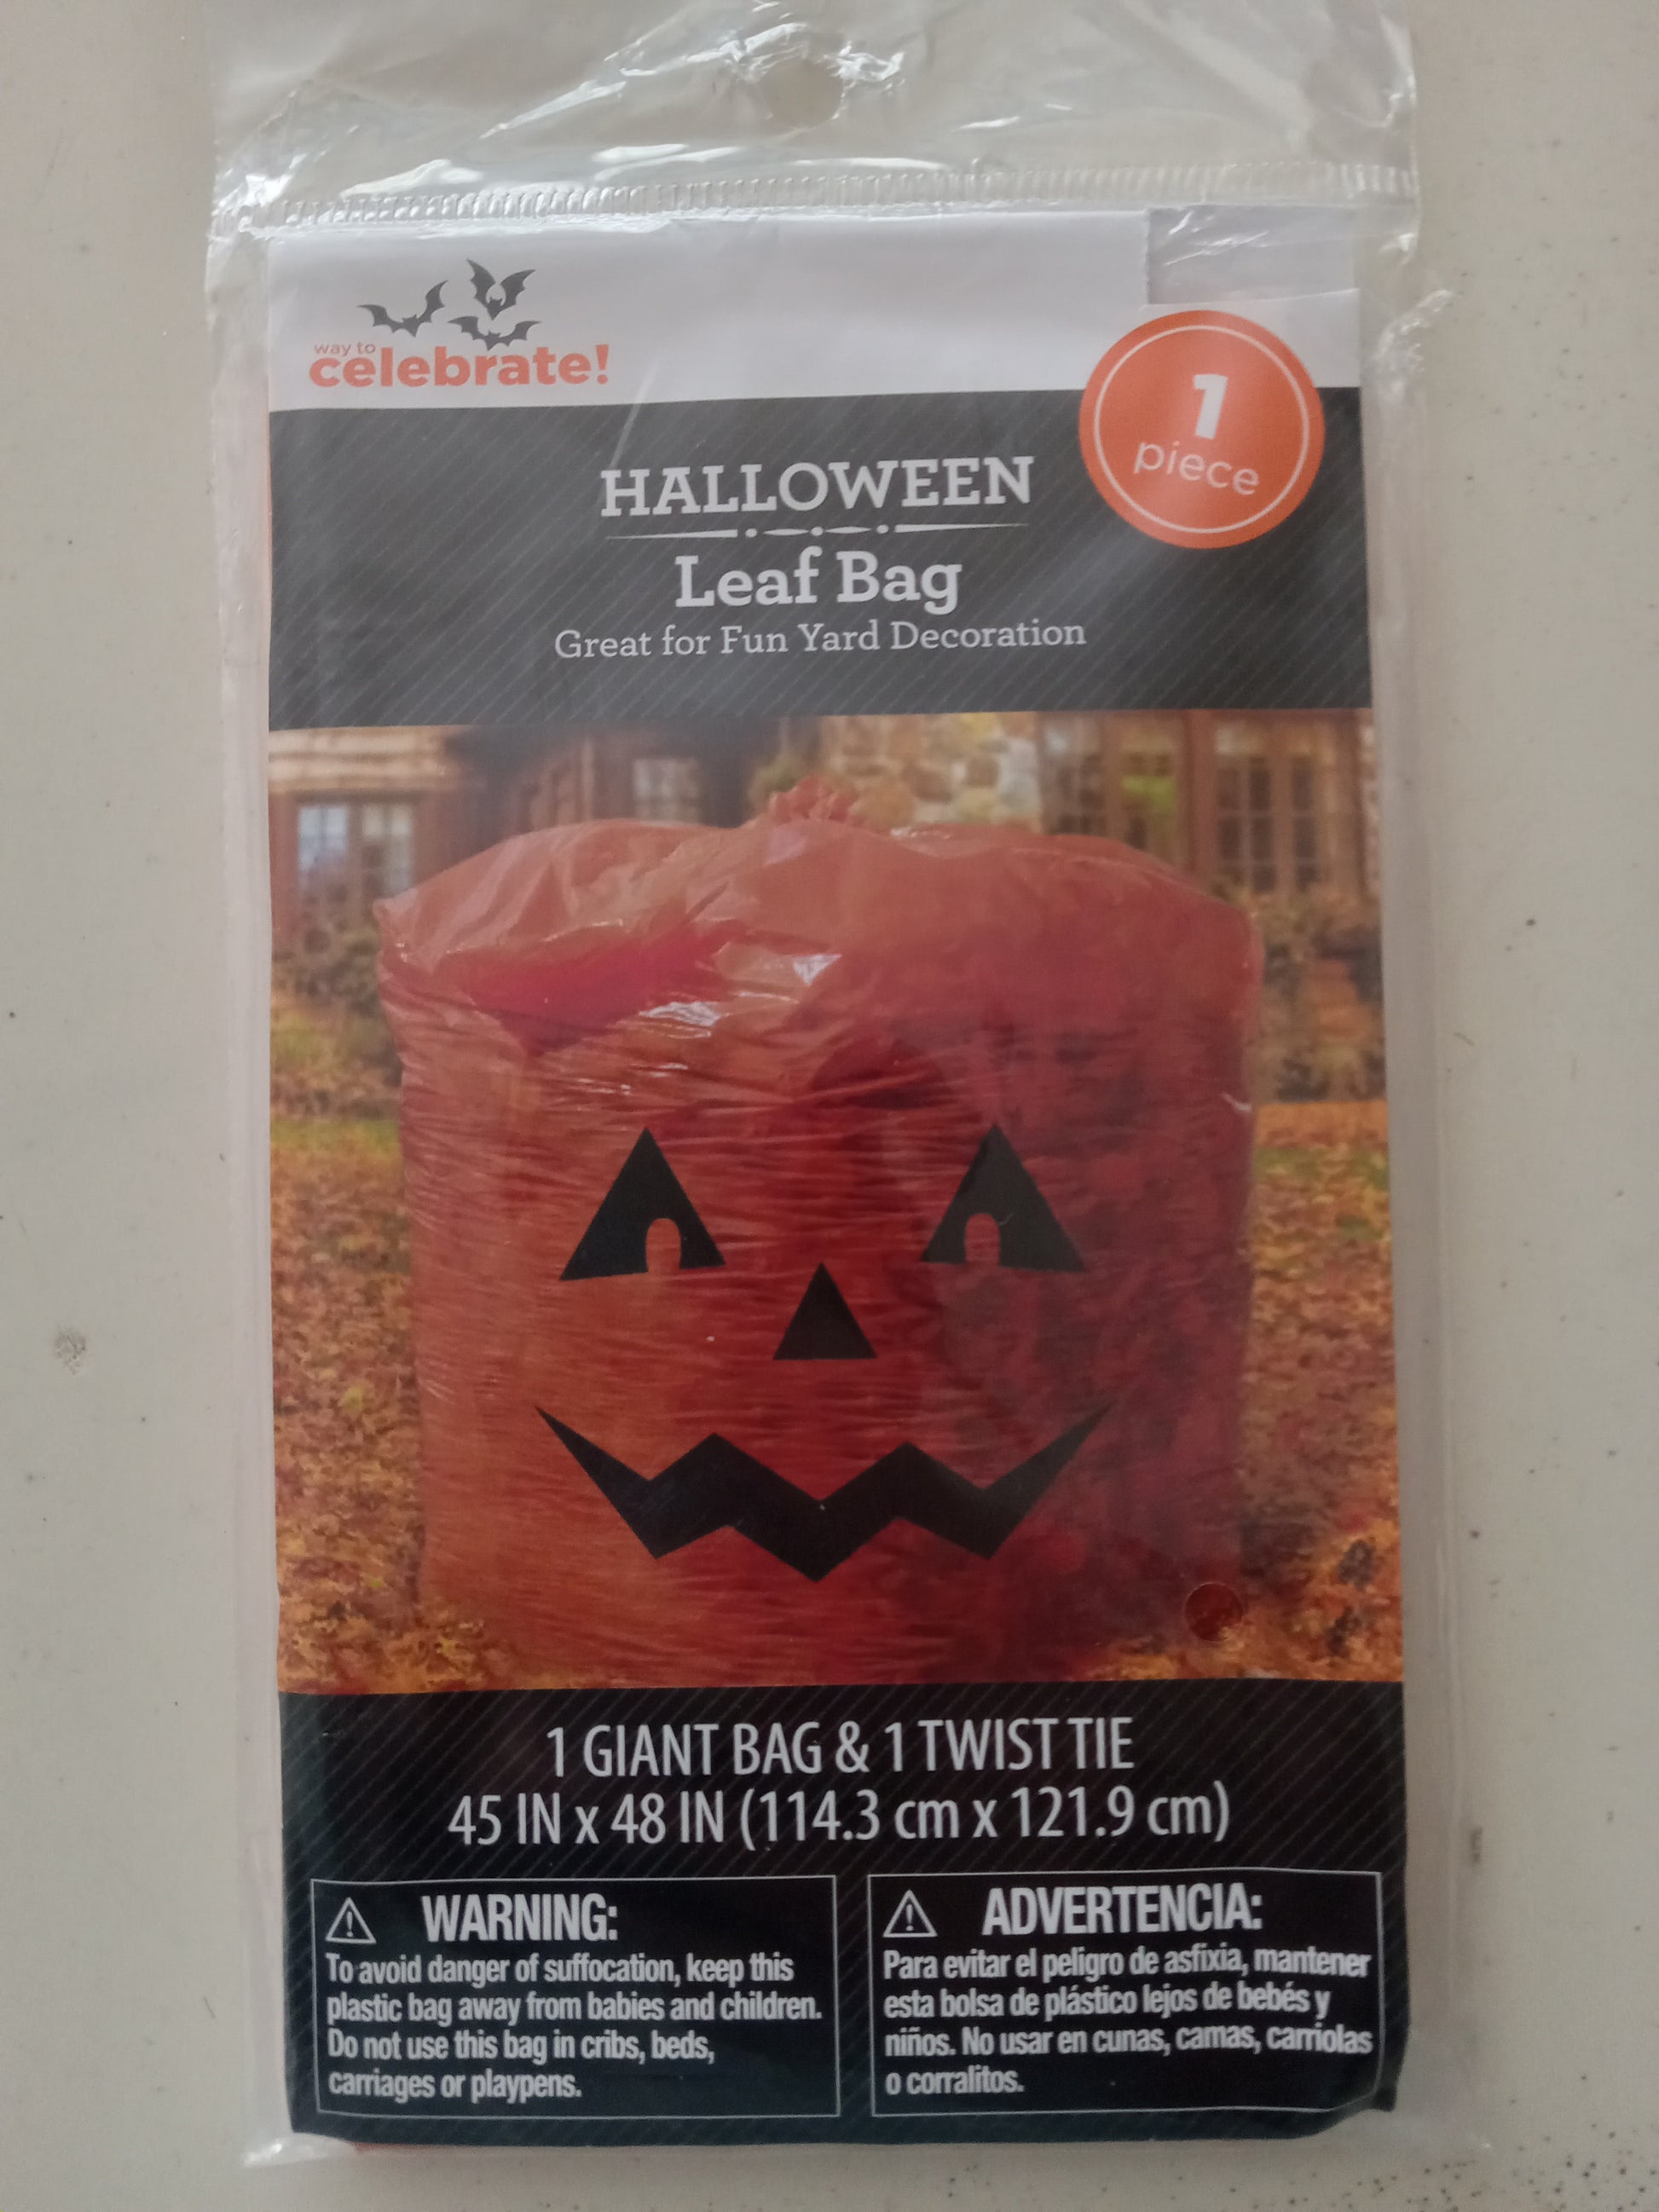 way to
celebrate!
1
piece
HALLOWEEN
Leaf Bag
Great for Fun Yard Decoration
1 GIANT BAG & 1 TWIST TIE
45 IN x 48 IN (114.3 cm x 121.9 cm)
WARNING:
To avoid danger of suffocation, keep this
plastic bag away from babies and children.
Do not use this bag in cribs, beds,
carriages or playpens.
ADVERTENCIA:
Para evitar el peligro de asfixia, mantener
esta bolsa de plástico lejos de bebés y
niños. No usar en cunas, camas, carriolas
o corralitos.